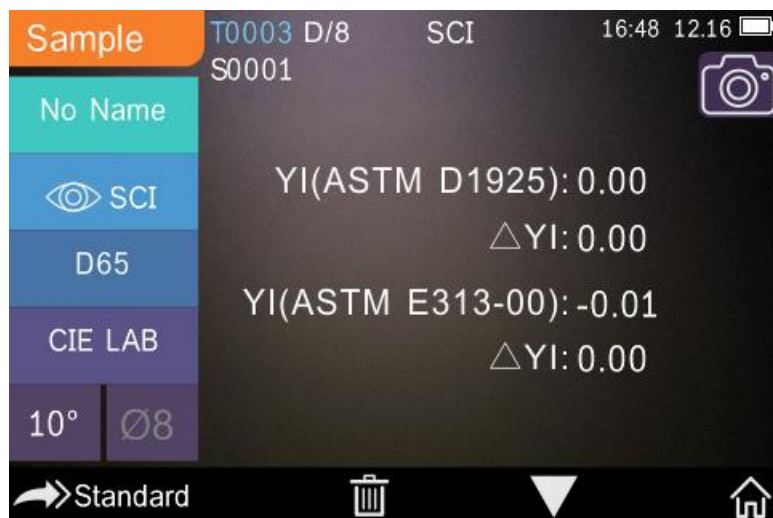 Sample
T0003 D/8 SCI 16:48 12.16
S0001
No Name
SCI
D65
CIE LAB
10° Ø8
YI(ASTM D1925): 0.00
△YI: 0.00
YI(ASTM E313-00): -0.01
△YI: 0.00
Standard